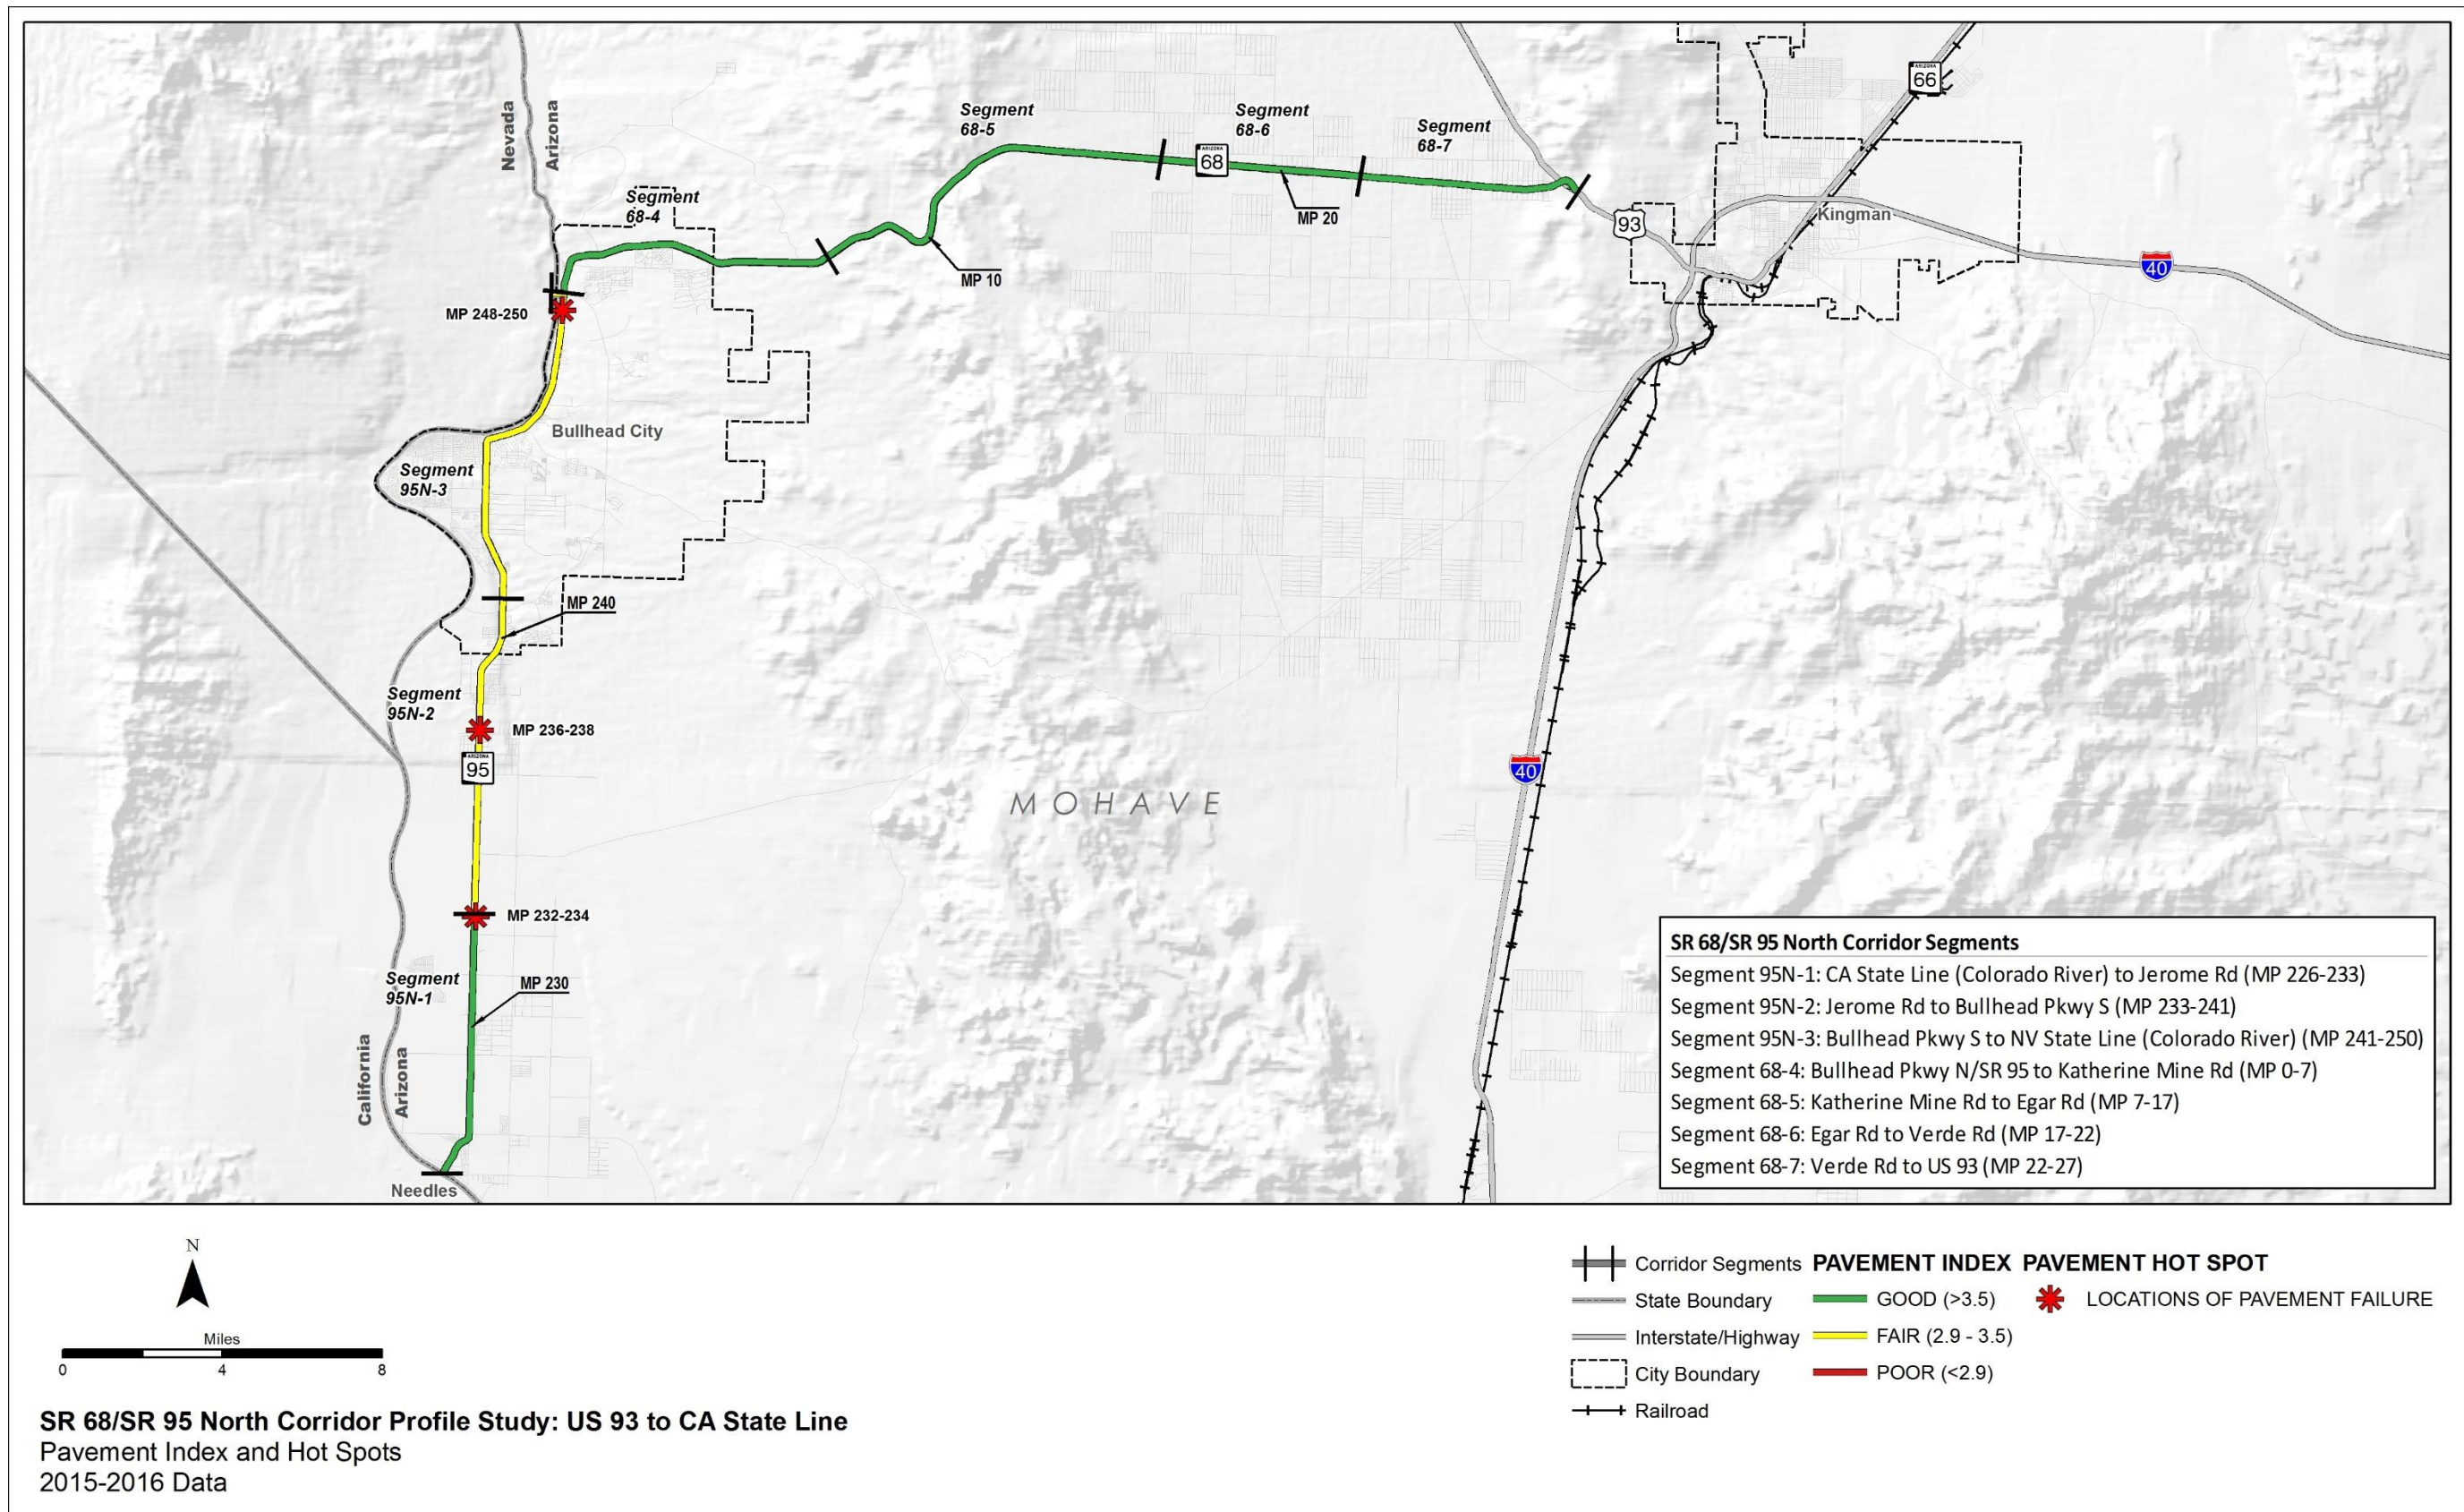 Nevada
Arizona
Segment
68-5
Segment
68-6
Segment
68-7
ARIZONA
66
ARIZONA
68
Segment
68-4
MP 20
93
Kingman
40
MP 10
MP 248-250
Bullhead City
Segment
95N-3
MP 240
Segment
95N-2
MP 236-238
ARIZONA
95
40
MOHAVE
MP 232-234
Segment
95N-1
MP 230
California
Arizona
Needles
SR 68/SR 95 North Corridor Segments
Segment 95N-1: CA State Line (Colorado River) to Jerome Rd (MP 226-233)
Segment 95N-2: Jerome Rd to Bullhead Pkwy S (MP 233-241)
Segment 95N-3: Bullhead Pkwy S to NV State Line (Colorado River) (MP 241-250)
Segment 68-4: Bullhead Pkwy N/SR 95 to Katherine Mine Rd (MP 0-7)
Segment 68-5: Katherine Mine Rd to Egar Rd (MP 7-17)
Segment 68-6: Egar Rd to Verde Rd (MP 17-22)
Segment 68-7: Verde Rd to US 93 (MP 22-27)
N
Miles
0 4 8
Corridor Segments
State Boundary
Interstate/Highway
City Boundary
Railroad
PAVEMENT INDEX
GOOD (>3.5)
FAIR (2.9 - 3.5)
POOR (<2.9)
PAVEMENT HOT SPOT
LOCATIONS OF PAVEMENT FAILURE
SR 68/SR 95 North Corridor Profile Study: US 93 to CA State Line
Pavement Index and Hot Spots
2015-2016 Data